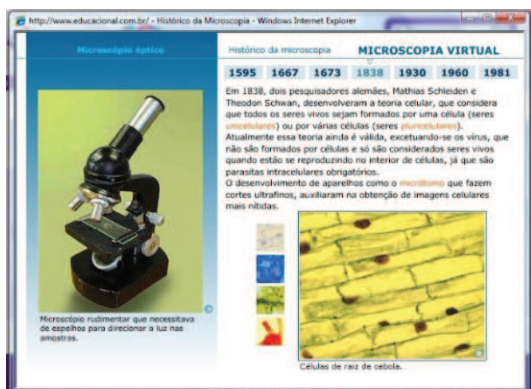 http://www.educacional.com.br/ - Histórico da Microscopia - Windows Internet Explorer
Microscópio óptico
Histórico da microscopia
MICROSCOPIA VIRTUAL
1595 1667 1673 1838 1930 1960 1981
Em 1838, dois pesquisadores alemães, Mathias Schleiden e
Theodon Schwan, desenvolveram a teoria celular, que considera
que todos os seres vivos sejam formados por uma célula (seres
unicelulares) ou por várias células (seres pluricelulares).
Atualmente essa teoria ainda é válida, excetuando-se os vírus, que
não são formados por células e só são considerados seres vivos
quando estão se reproduzindo no interior de células, já que são
parasitas intracelulares obrigatórios.
O desenvolvimento de aparelhos como o micrótomo que fazem
cortes ultrafinos, auxiliaram na obtenção de imagens celulares
mais nítidas.
Microscópio rudimentar que necessitava
de espelhos para direcionar a luz nas
amostras.
Células de raiz de cebola.